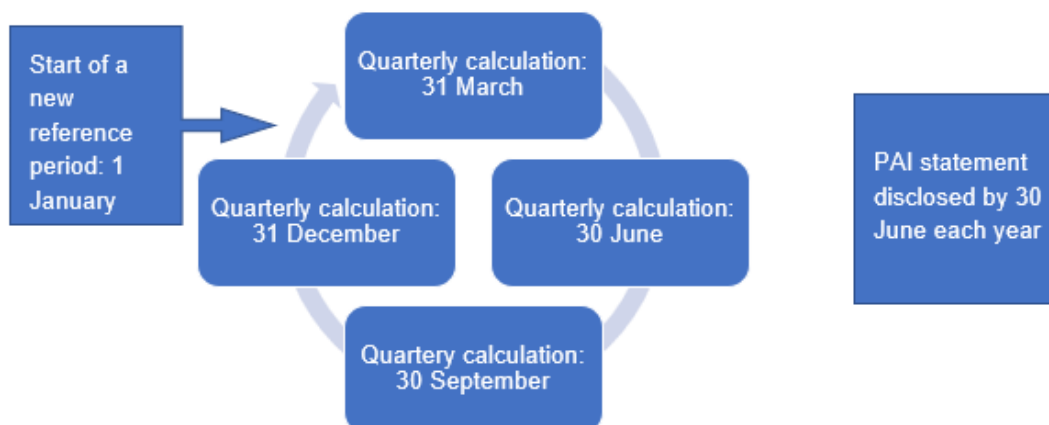 Start of a
new
reference
period: 1
January
Quarterly calculation:
31 March
Quarterly calculation:
30 June
Quartery calculation:
30 September
Quarterly calculation:
31 December
PAI statement
disclosed by 30
June each year